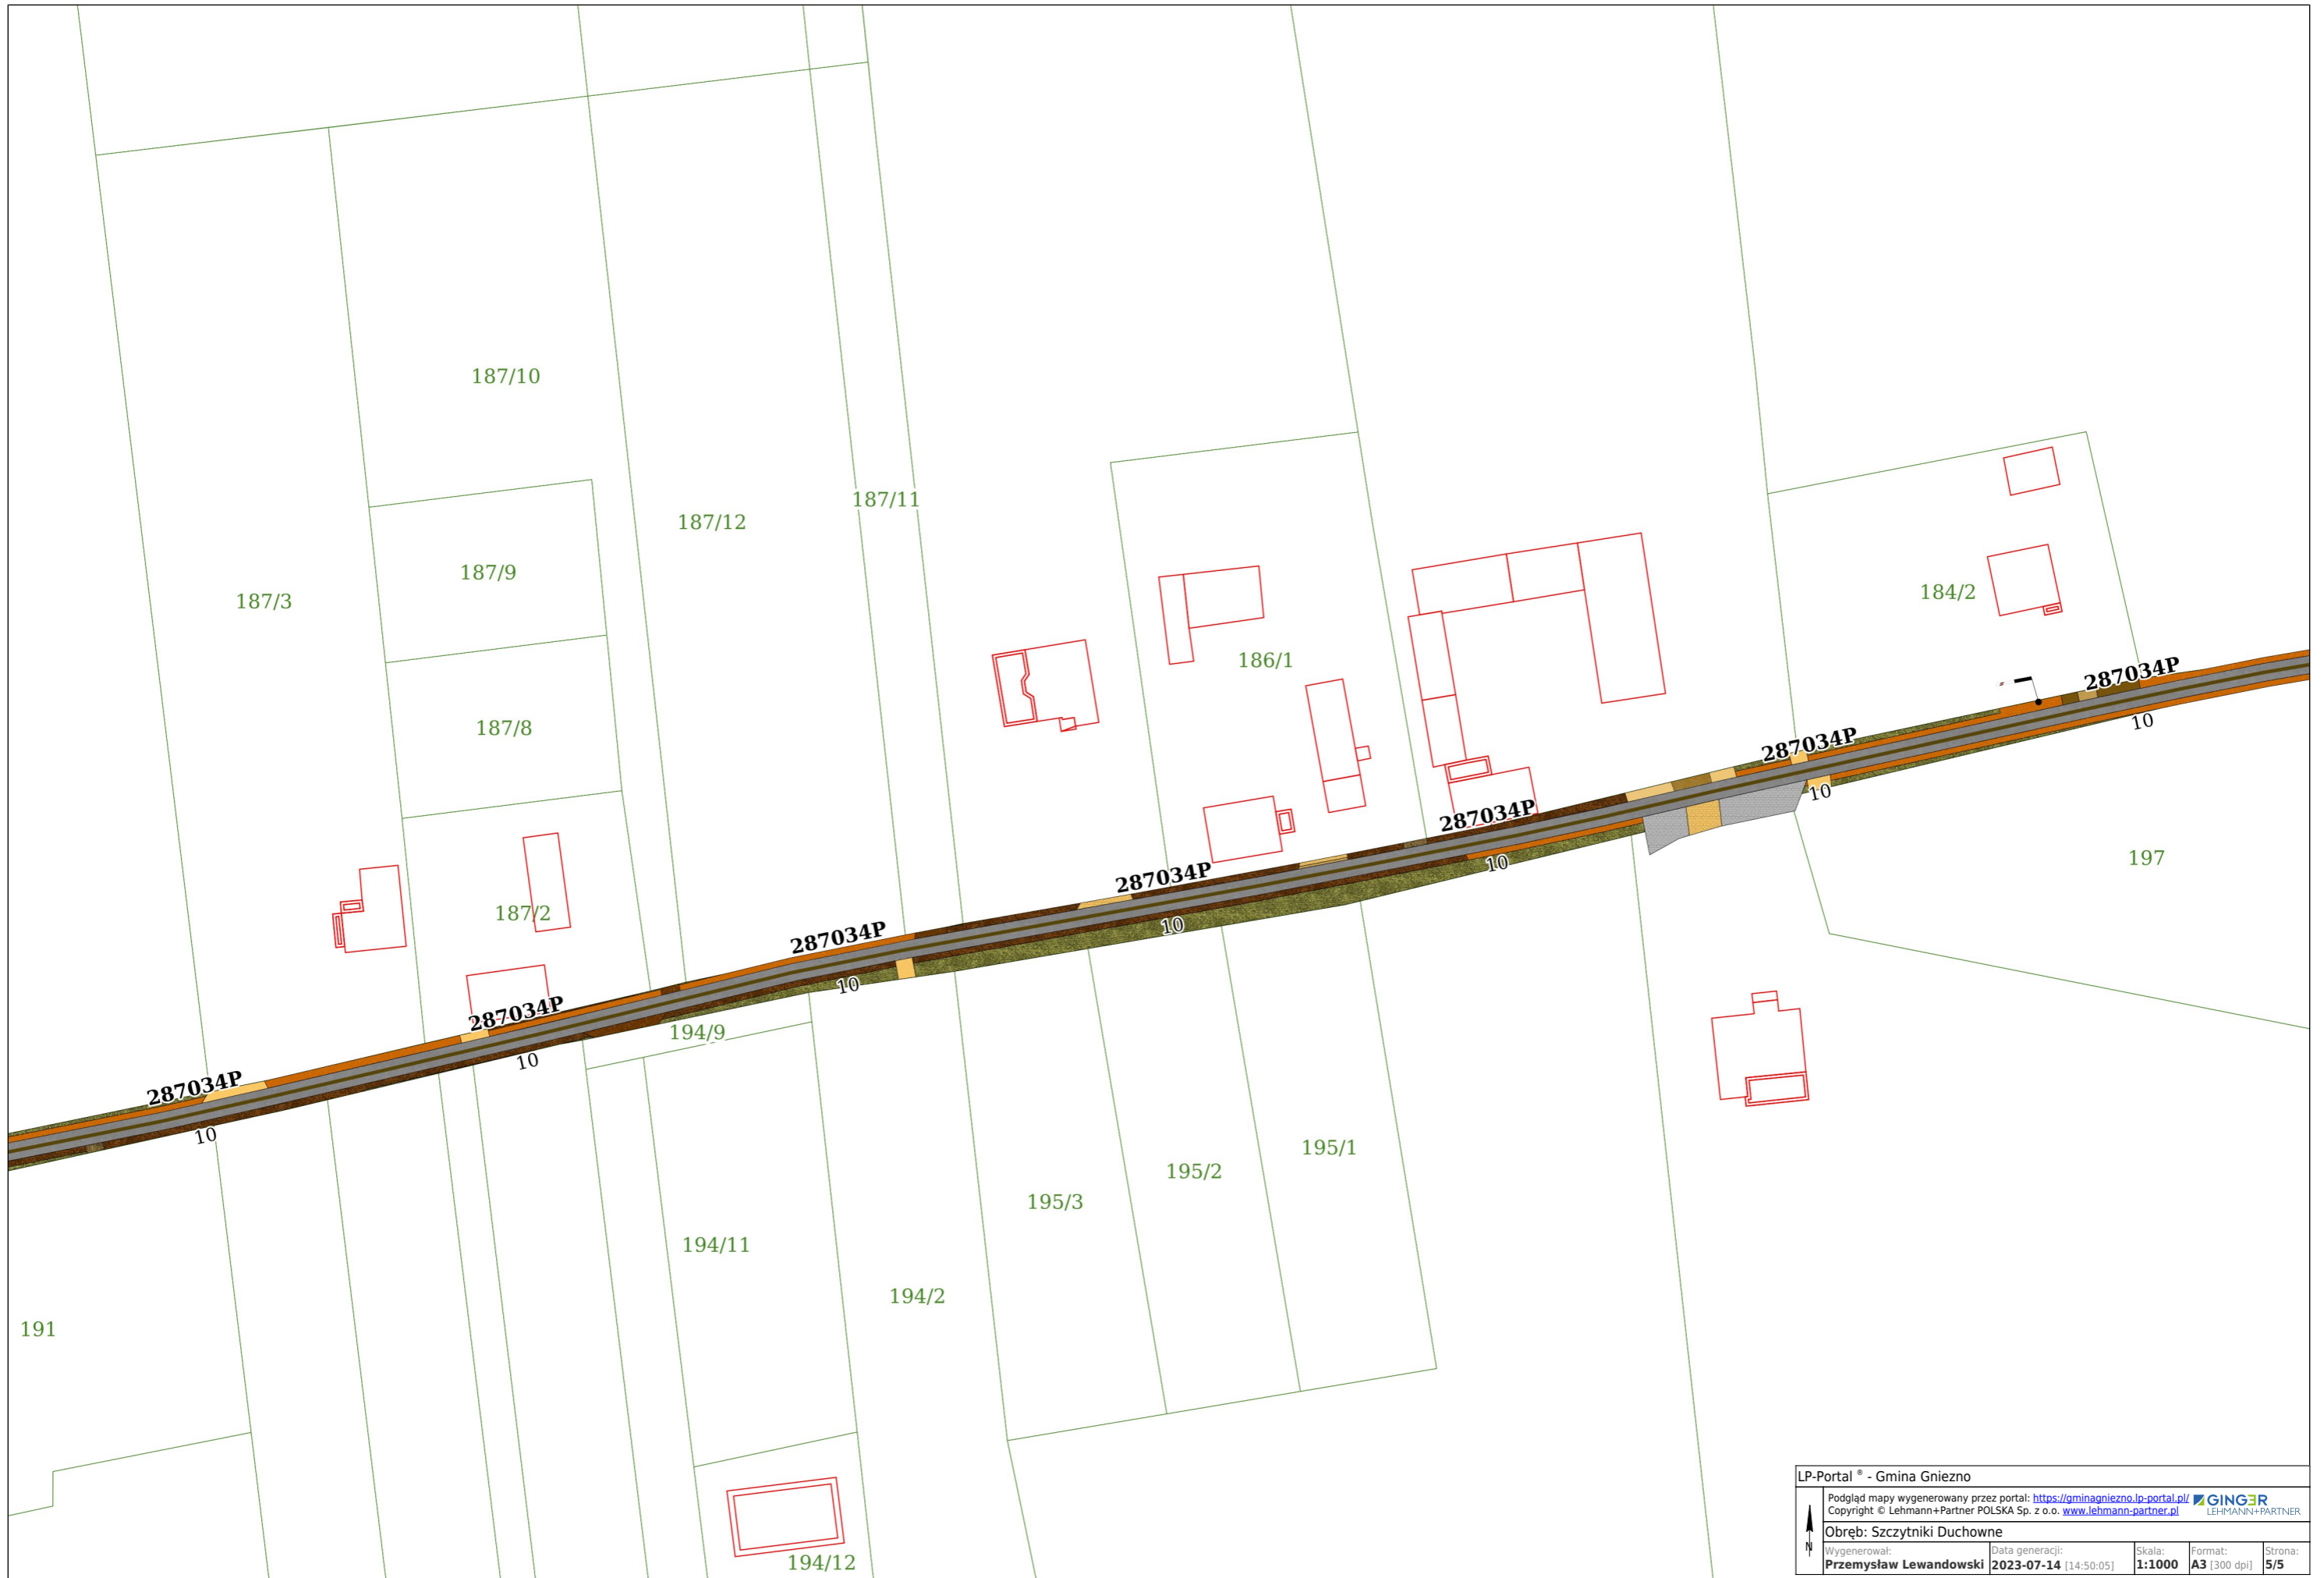 187/10
187/11
187/12
187/9
187/3
184/2
186/1
287034P
10
187/8
287034P
10
287034P
10
197
287034P
10
187/2
287034P
10
287034P
10
194/9
287034P
10
195/1
195/2
195/3
194/11
194/2
191
194/12
LP-Portal ® - Gmina Gniezno
Podgląd mapy wygenerowany przez portal: https://gminagniezno.lp-portal.pl/
Copyright © Lehmann+Partner POLSKA Sp. z o.o. www.lehmann-partner.pl
GINGER
LEHMANN+PARTNER
N
Obręb: Szczytniki Duchowne
Wygenerował: Data generacji: Skala: Format: Strona:
Przemysław Lewandowski 2023-07-14 [14:50:05] 1:1000 A3 [300 dpi] 5/5